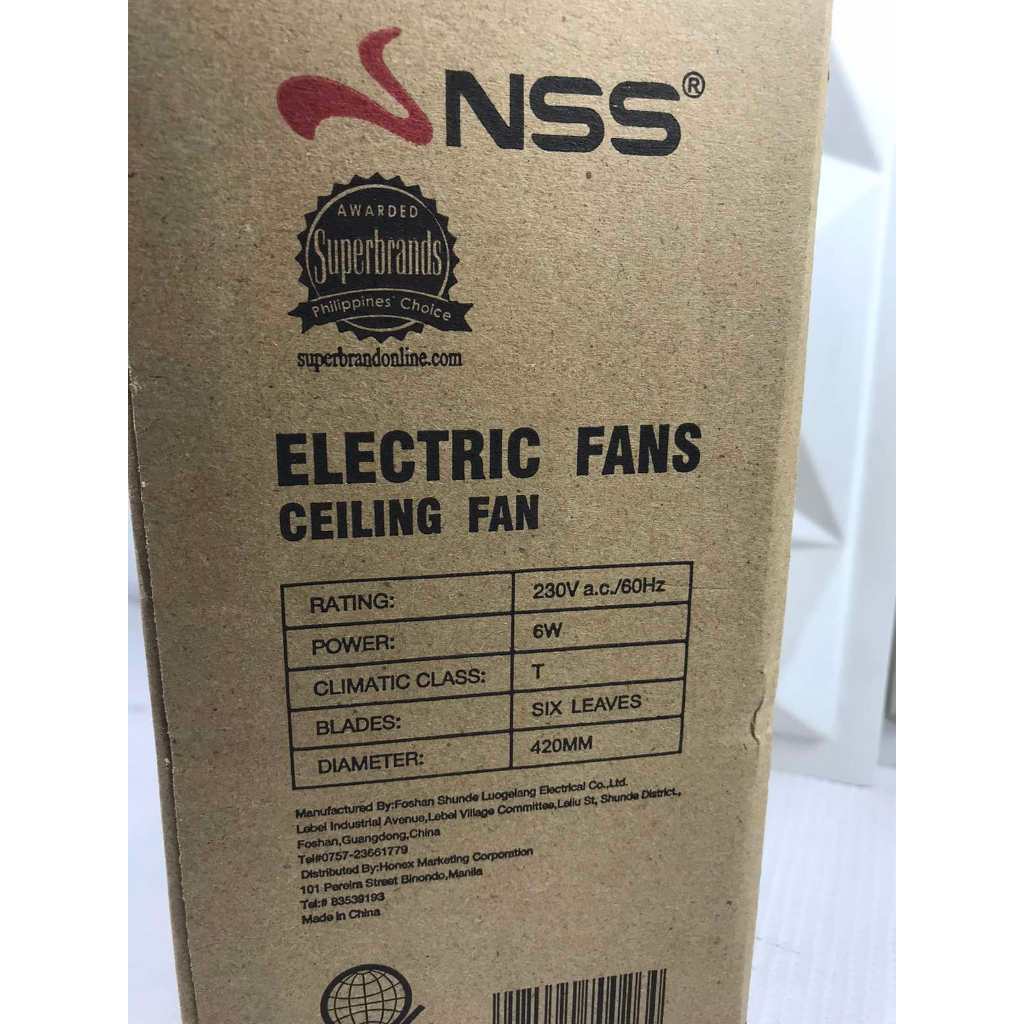 NSS®
AWARDED
Superbrands
Philippines' Choice
superbrandonline.com
ELECTRIC FANS
CEILING FAN
RATING: 230V a.c./60Hz
POWER: 6W
CLIMATIC CLASS: T
BLADES: SIX LEAVES
DIAMETER: 420MM
Manufactured By:Foshan Shunde Luogelang Electrical Co.,Ltd.
Lebei Industrial Avenue,Lebei Village Committee,Leliu St, Shunde District.,
Foshan,Guangdong,China
Tel#0757-23661779
Distributed By:Honex Marketing Corporation
101 Pereira Street Binondo,Manila
Tel:# 83539193
Made in China